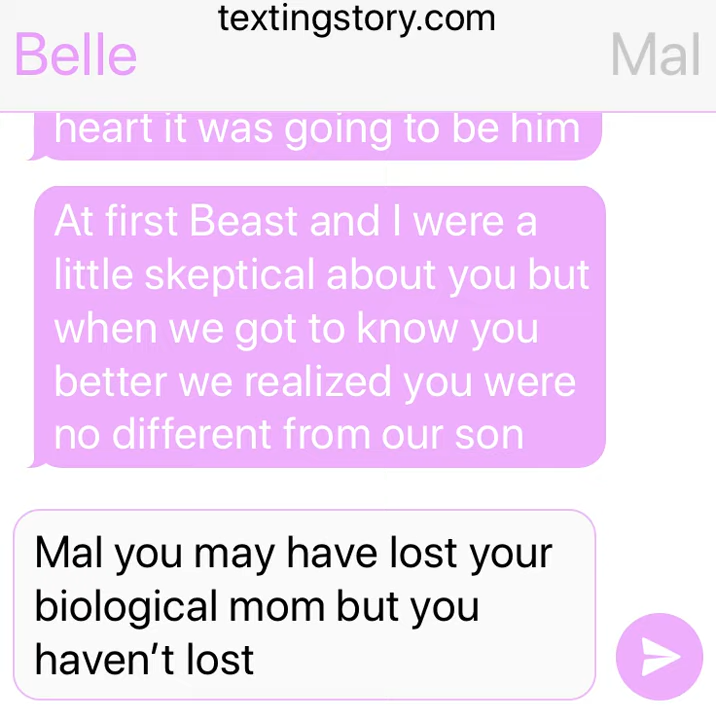 textingstory.com
Belle
Mal
heart it was going to be him
At first Beast and I were a
little skeptical about you but
when we got to know you
better we realized you were
no different from our son
Mal you may have lost your
biological mom but you
haven’t lost